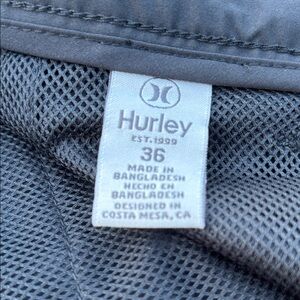 Hurley
EST.1999
36
MADE IN
BANGLADESH
HECHO EN
BANGLADESH
DESIGNED IN
COSTA MESA, CA